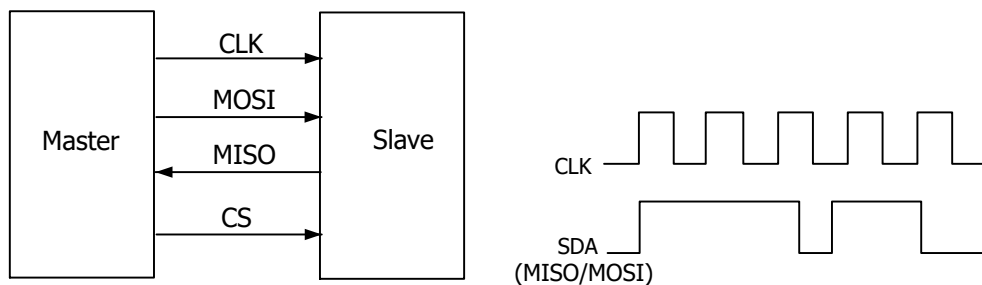 CLK
MOSI
Master
Slave
MISO
CS
CLK
SDA
(MISO/MOSI)